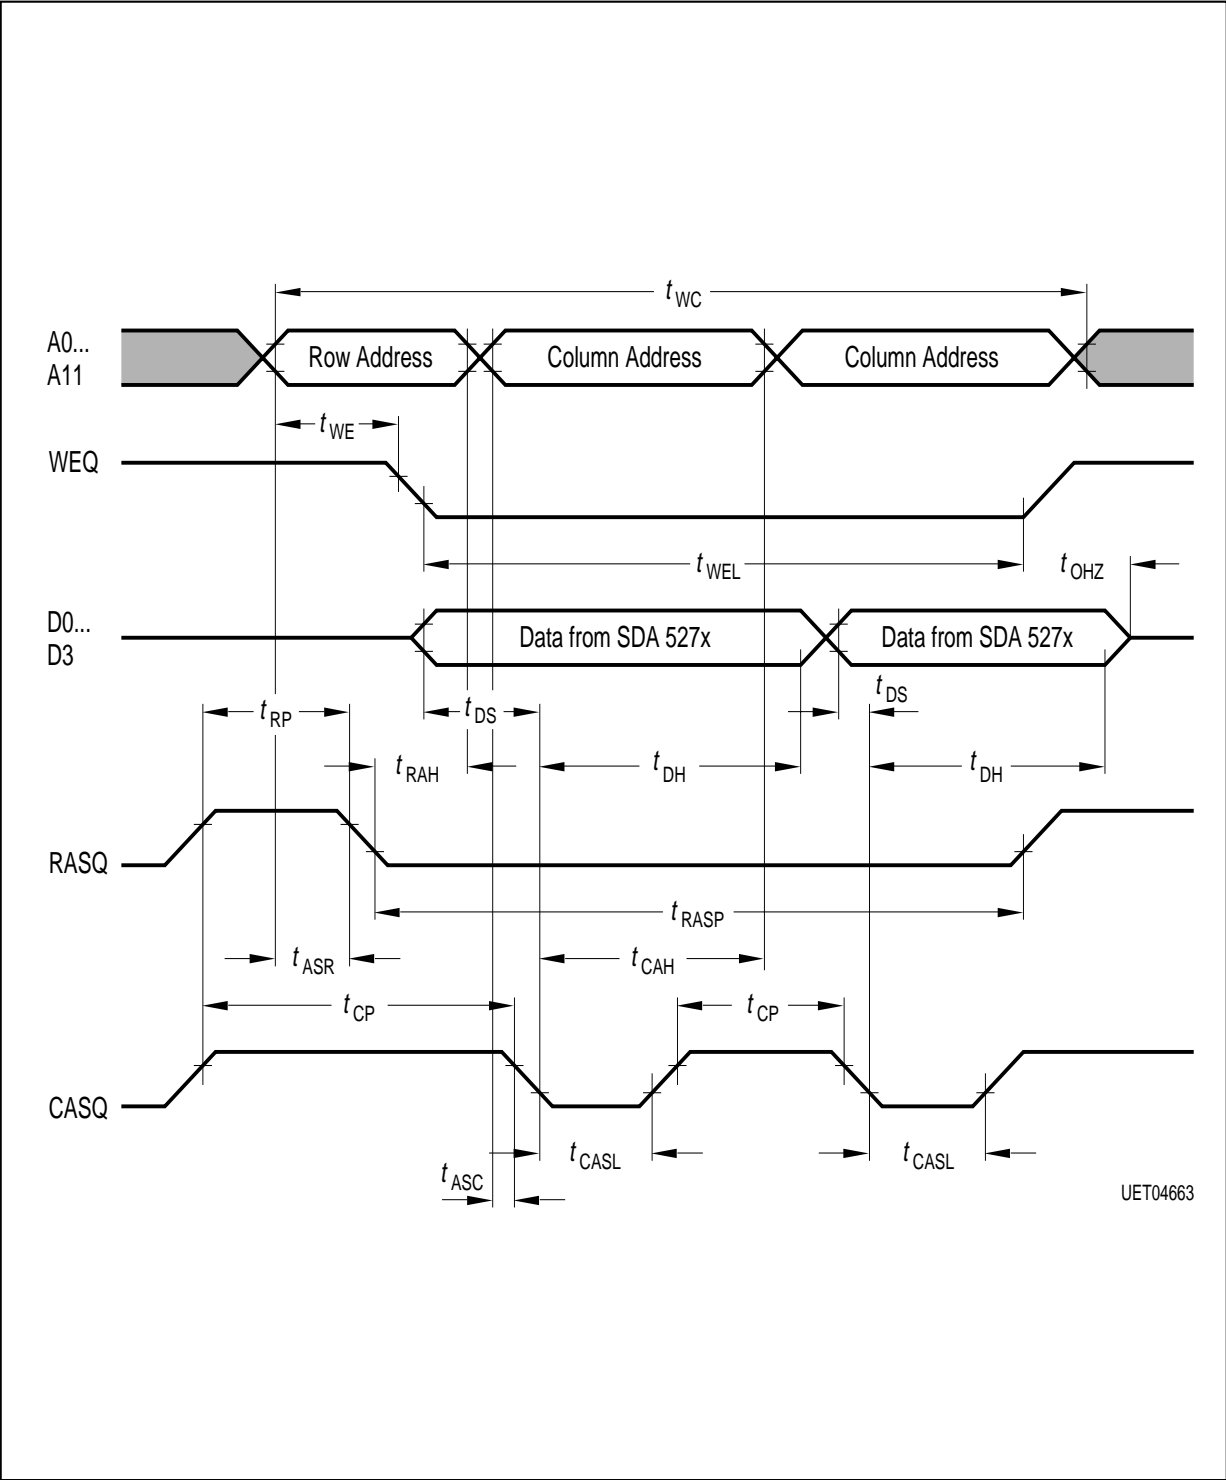 t WC
A0...
A11
Row Address
Column Address
Column Address
t WE
WEQ
t WEL
t OHZ
D0...
D3
Data from SDA 527x
Data from SDA 527x
t RP
t DS
t DS
t RAH
t DH
t DH
RASQ
t RASP
t ASR
t CAH
t CP
t CP
CASQ
t CASL
t CASL
t ASC
UET04663